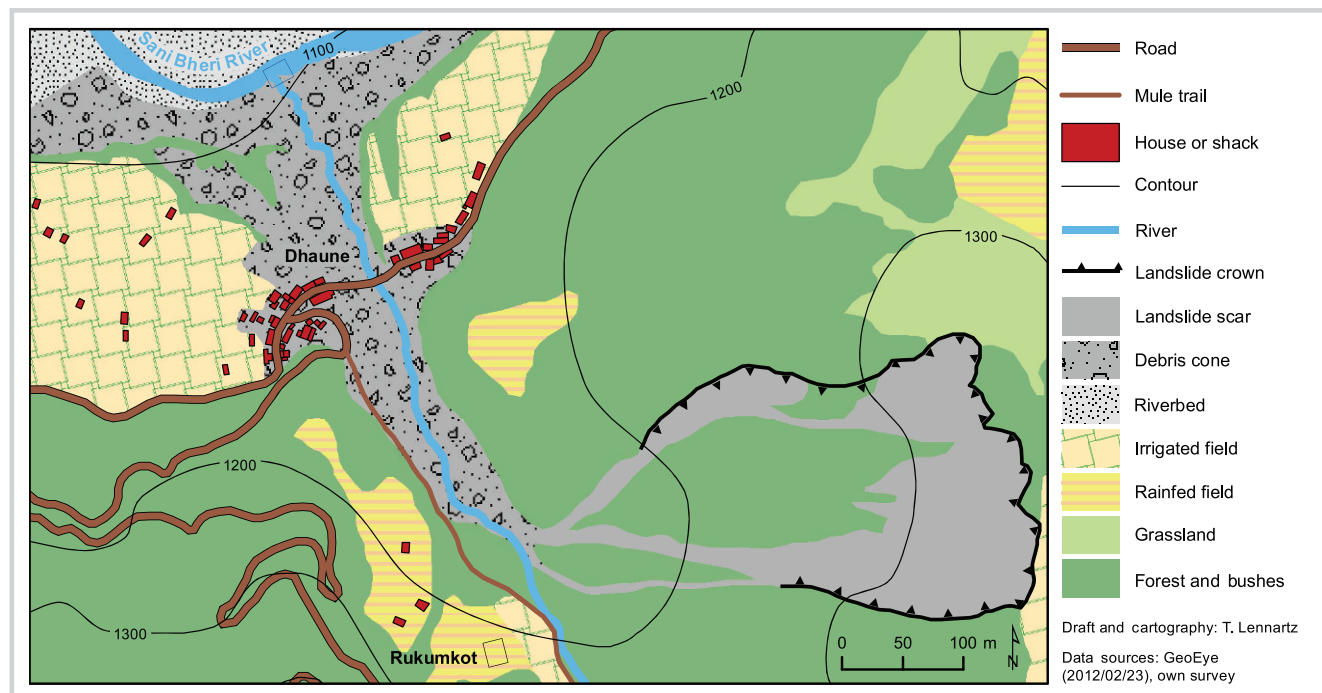 Sani Bheri River
1100
1200
1300
Dhaune
1200
1300
Rukumkot
0 50 100 m
N
Road
Mule trail
House or shack
Contour
River
Landslide crown
Landslide scar
Debris cone
Riverbed
Irrigated field
Rainfed field
Grassland
Forest and bushes
Draft and cartography: T. Lennartz
Data sources: GeoEye
(2012/02/23), own survey